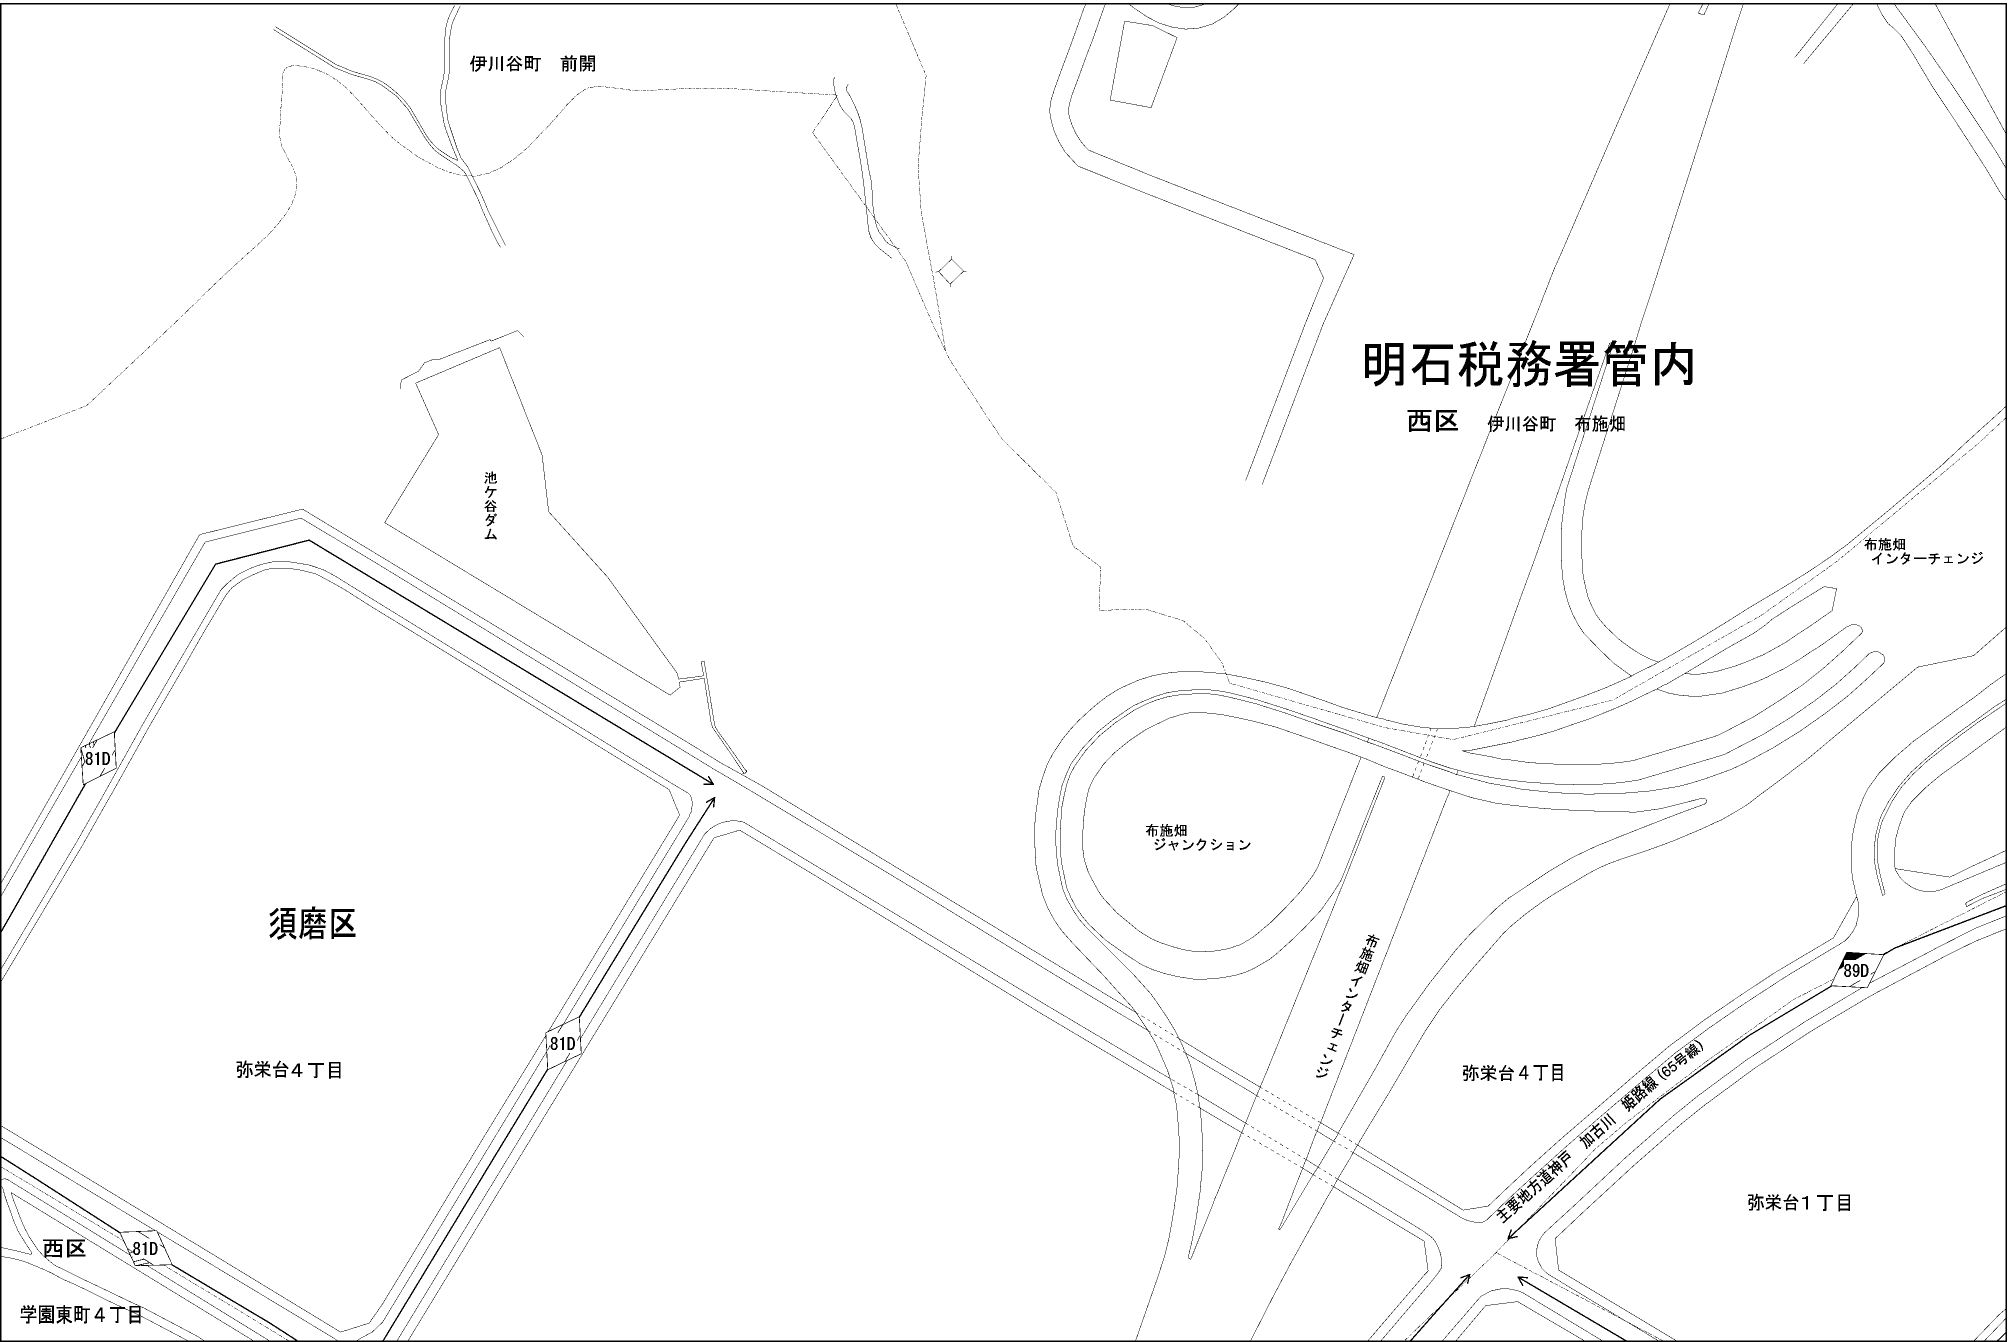 伊川谷町　前開
明石税務署管内
西区　伊川谷町　布施畑
池ケ谷ダム
布施畑
インターチェンジ
81D
布施畑
ジャンクション
須磨区
布施畑インターチェンジ
89D
81D
弥栄台４丁目
弥栄台４丁目
主要地方道神戸　加古川　姫路線(65号線)
弥栄台１丁目
西区
81D
学園東町４丁目